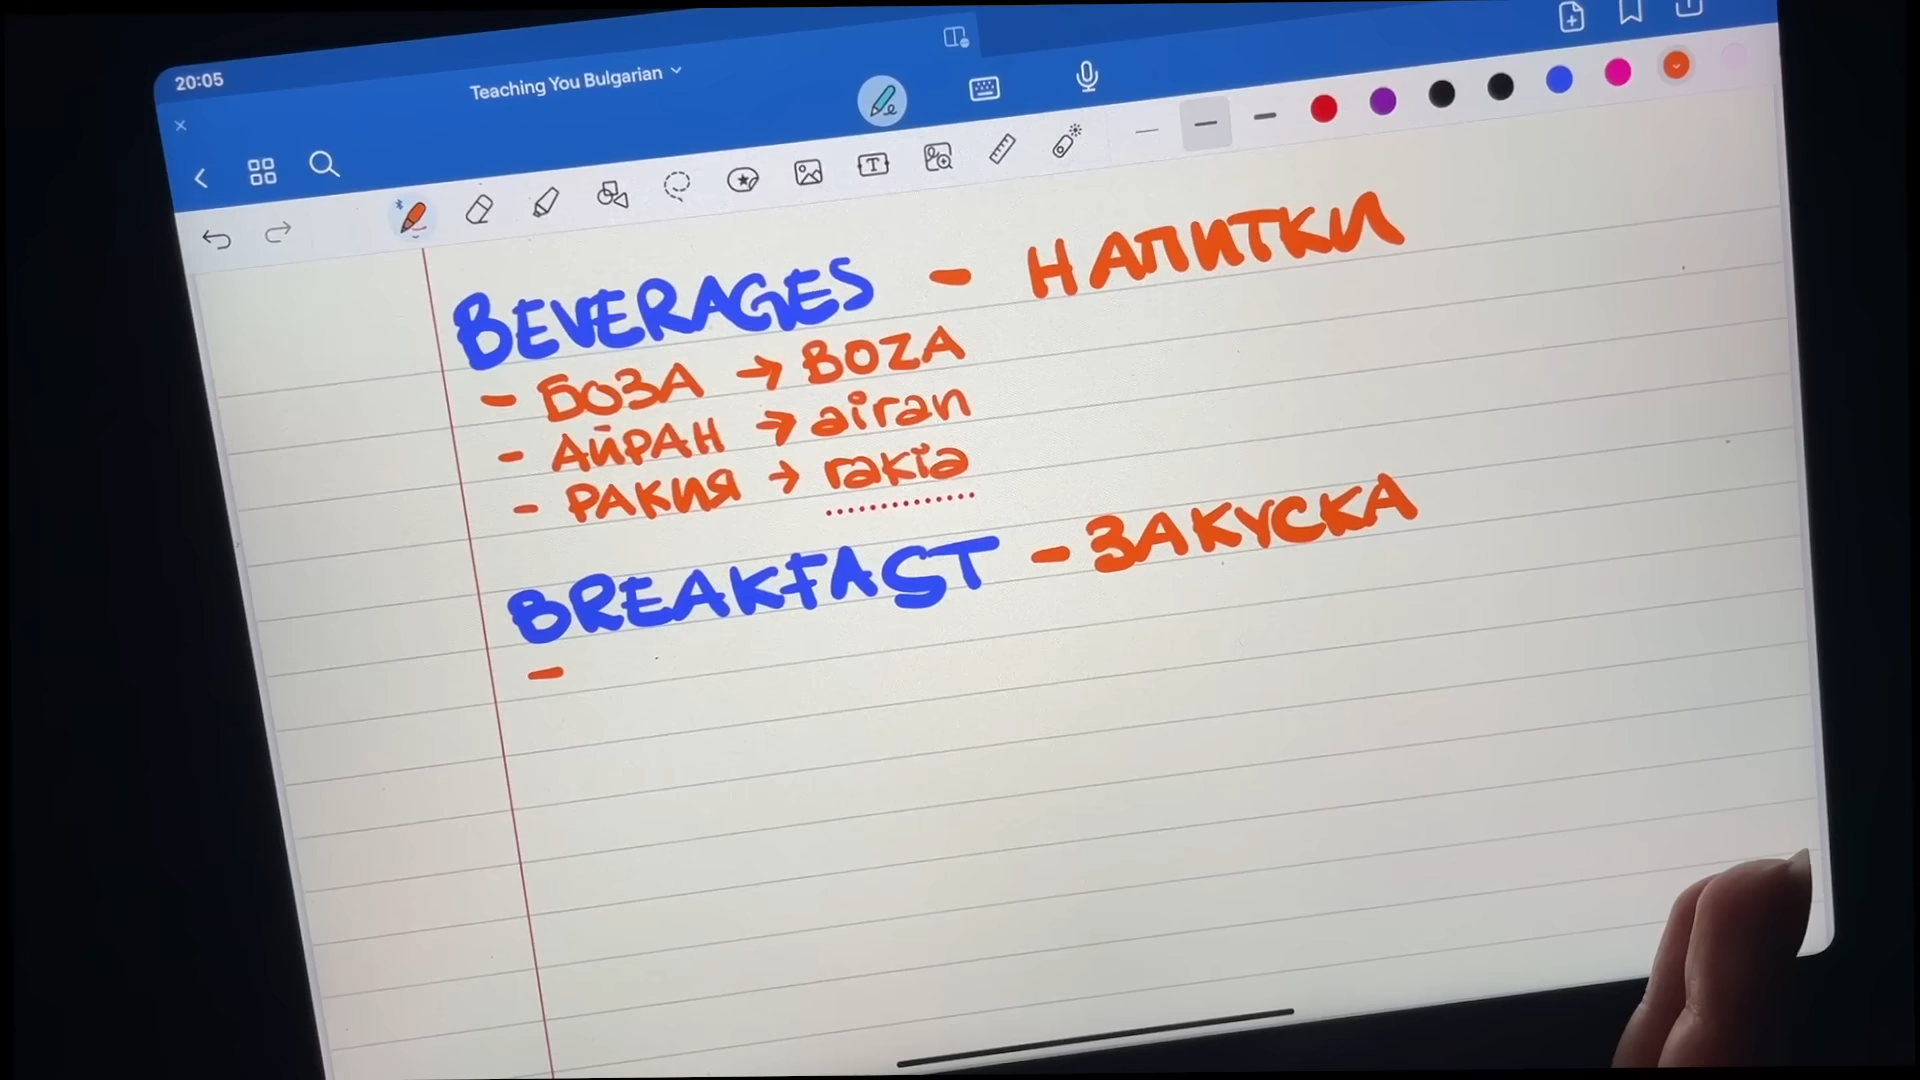 20:05
Teaching You Bulgarian
BEVERAGES - НАПИТКИ
- БОЗА → BOZA
- АЙРАН → airan
- РАКИЯ → rakia
BREAKFAST - ЗАКУСКА
-